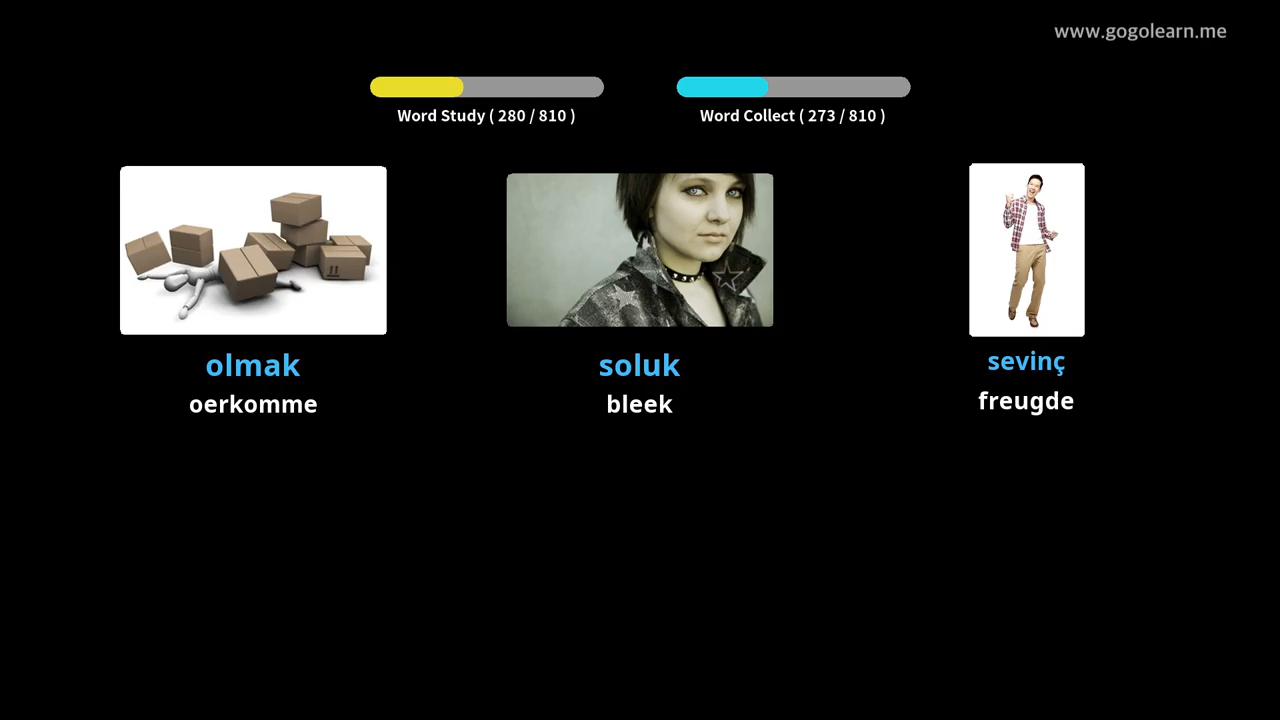 www.gogolearn.me
Word Study ( 280 / 810 )
Word Collect ( 273 / 810 )
olmak
oerkomme
soluk
bleek
sevinç
freugde